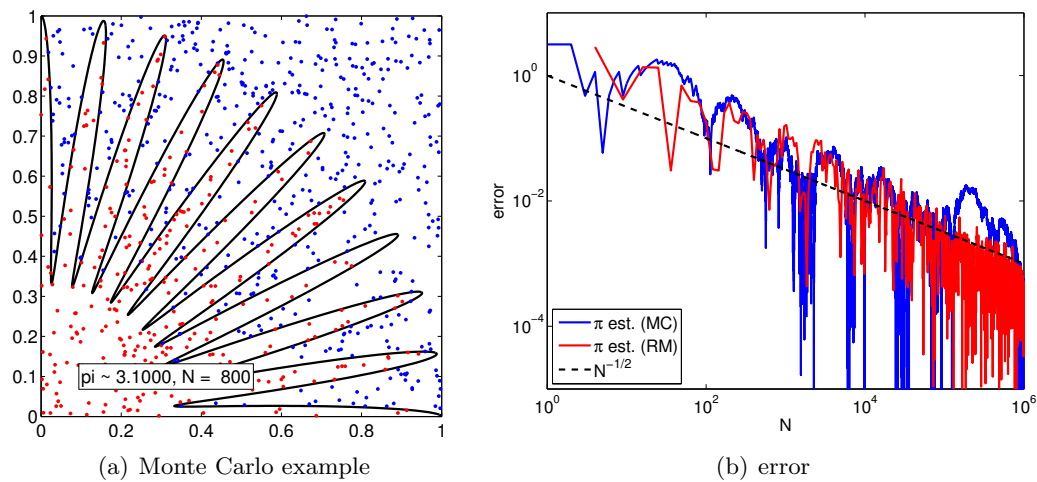 1
0.9
0.8
0.7
0.6
0.5
0.4
0.3
0.2
0.1
0
pi ~ 3.1000, N = 800
0 0.2 0.4 0.6 0.8 1
(a) Monte Carlo example
10^0
10^-2
10^-4
error
π est. (MC)
π est. (RM)
N^-1/2
10^0 10^2 10^4 10^6
N
(b) error